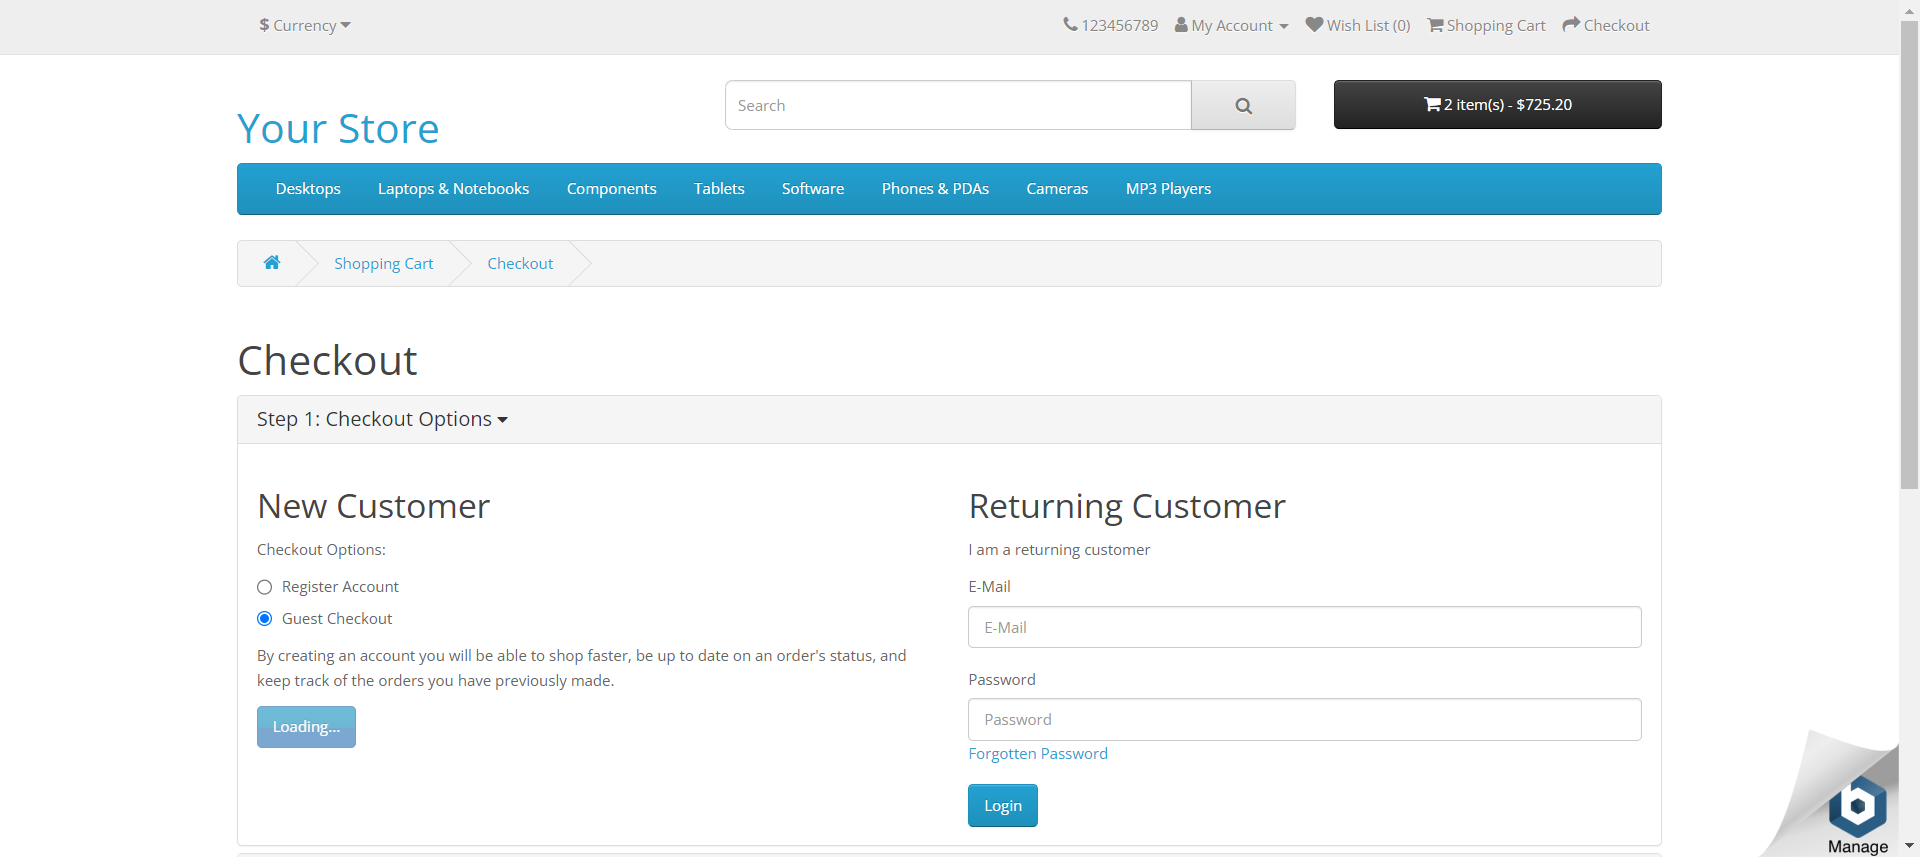 $ Currency
123456789 My Account Wish List (0) Shopping Cart Checkout
Your Store
Search
2 item(s) - $725.20
Desktops Laptops & Notebooks Components Tablets Software Phones & PDAs Cameras MP3 Players
Shopping Cart Checkout
Checkout
Step 1: Checkout Options
New Customer
Checkout Options:
Register Account
Guest Checkout
By creating an account you will be able to shop faster, be up to date on an order's status, and
keep track of the orders you have previously made.
Loading...
Returning Customer
I am a returning customer
E-Mail
E-Mail
Password
Password
Forgotten Password
Login
Manage